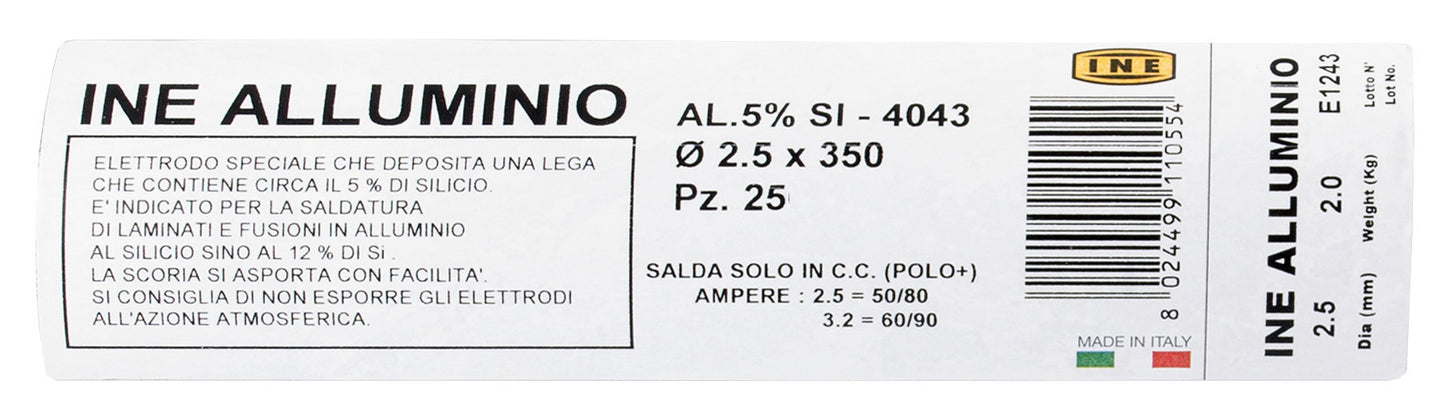 INE ALLUMINIO
ELETTRODO SPECIALE CHE DEPOSITA UNA LEGA
CHE CONTIENE CIRCA IL 5 % DI SILICIO.
E' INDICATO PER LA SALDATURA
DI LAMINATI E FUSIONI IN ALLUMINIO
AL SILICIO SINO AL 12 % DI Si .
LA SCORIA SI ASPORTA CON FACILITA'.
SI CONSIGLIA DI NON ESPORRE GLI ELETTRODI
ALL'AZIONE ATMOSFERICA.
AL.5% SI - 4043
Ø 2.5 x 350
Pz. 25
SALDA SOLO IN C.C. (POLO+)
AMPERE : 2.5 = 50/80
3.2 = 60/90
INE
8 024499 110554
MADE IN ITALY
INE ALLUMINIO
2.5 2.0 E1243
Dia (mm) Weight (Kg) Lotto N°
Lot No.